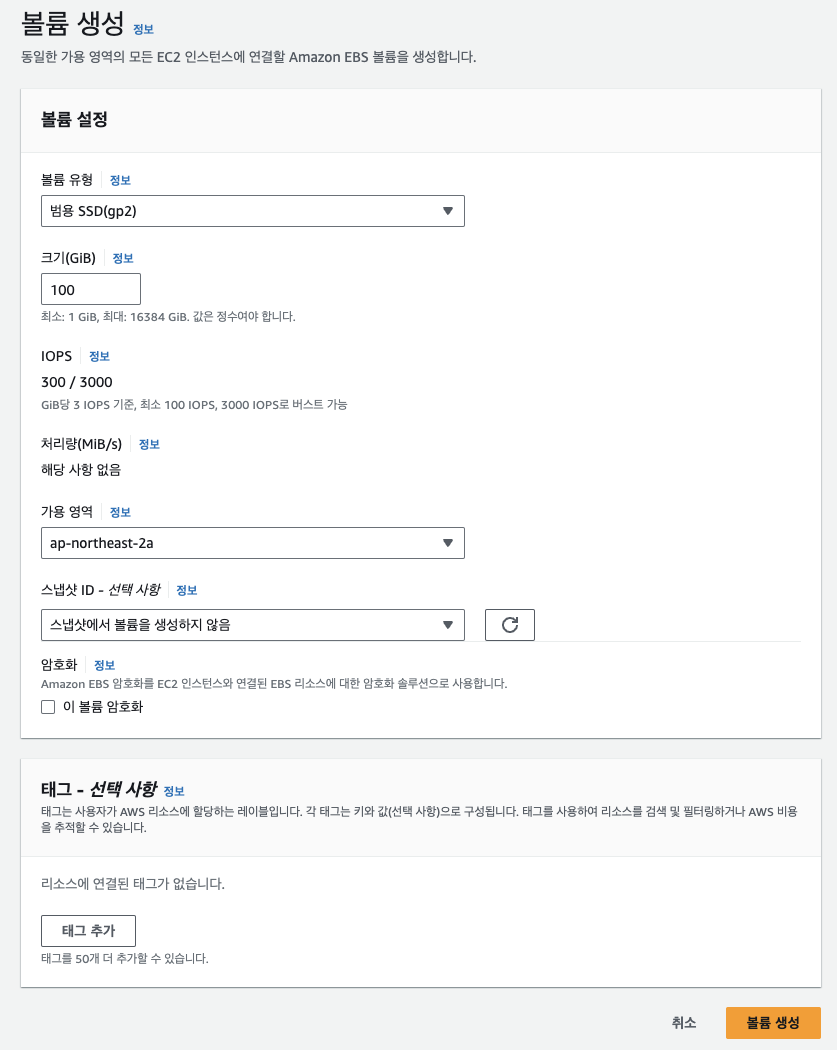 볼륨 생성 정보
동일한 가용 영역의 모든 EC2 인스턴스에 연결할 Amazon EBS 볼륨을 생성합니다.
볼륨 설정
볼륨 유형 정보
범용 SSD(gp2)
크기(GiB) 정보
100
최소: 1 GiB, 최대: 16384 GiB. 값은 정수여야 합니다.
IOPS 정보
300 / 3000
GiB당 3 IOPS 기준, 최소 100 IOPS, 3000 IOPS로 버스트 가능
처리량(MiB/s) 정보
해당 사항 없음
가용 영역 정보
ap-northeast-2a
스냅샷 ID - 선택 사항 정보
스냅샷에서 볼륨을 생성하지 않음
암호화 정보
Amazon EBS 암호화를 EC2 인스턴스와 연결된 EBS 리소스에 대한 암호화 솔루션으로 사용합니다.
이 볼륨 암호화
태그 - 선택 사항 정보
태그는 사용자가 AWS 리소스에 할당하는 레이블입니다. 각 태그는 키와 값(선택 사항)으로 구성됩니다. 태그를 사용하여 리소스를 검색 및 필터링하거나 AWS 비용
을 추적할 수 있습니다.
리소스에 연결된 태그가 없습니다.
태그 추가
태그를 50개 더 추가할 수 있습니다.
취소 볼륨 생성